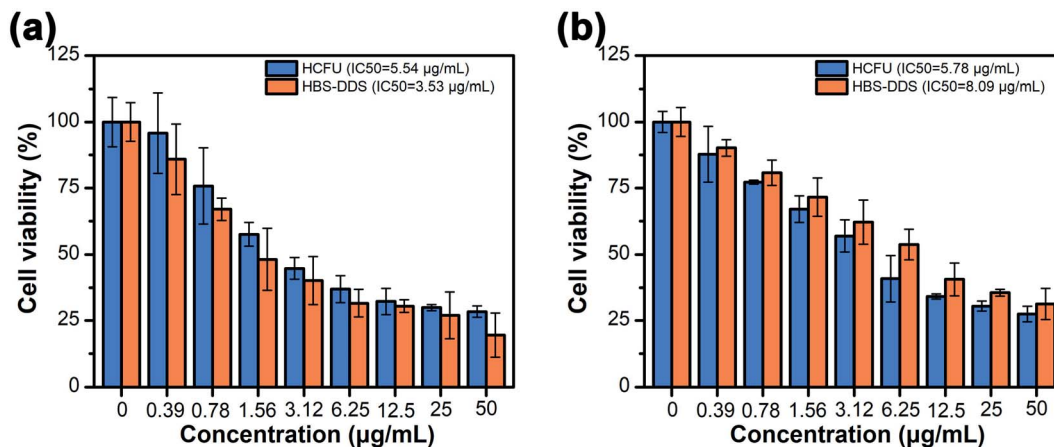 (a)
125
100
75
50
25
0
Cell viability (%)
HCFU (IC50=5.54 µg/mL)
HBS-DDS (IC50=3.53 µg/mL)
0 0.39 0.78 1.56 3.12 6.25 12.5 25 50
Concentration (µg/mL)
(b)
125
100
75
50
25
0
Cell viability (%)
HCFU (IC50=5.78 µg/mL)
HBS-DDS (IC50=8.09 µg/mL)
0 0.39 0.78 1.56 3.12 6.25 12.5 25 50
Concentration (µg/mL)